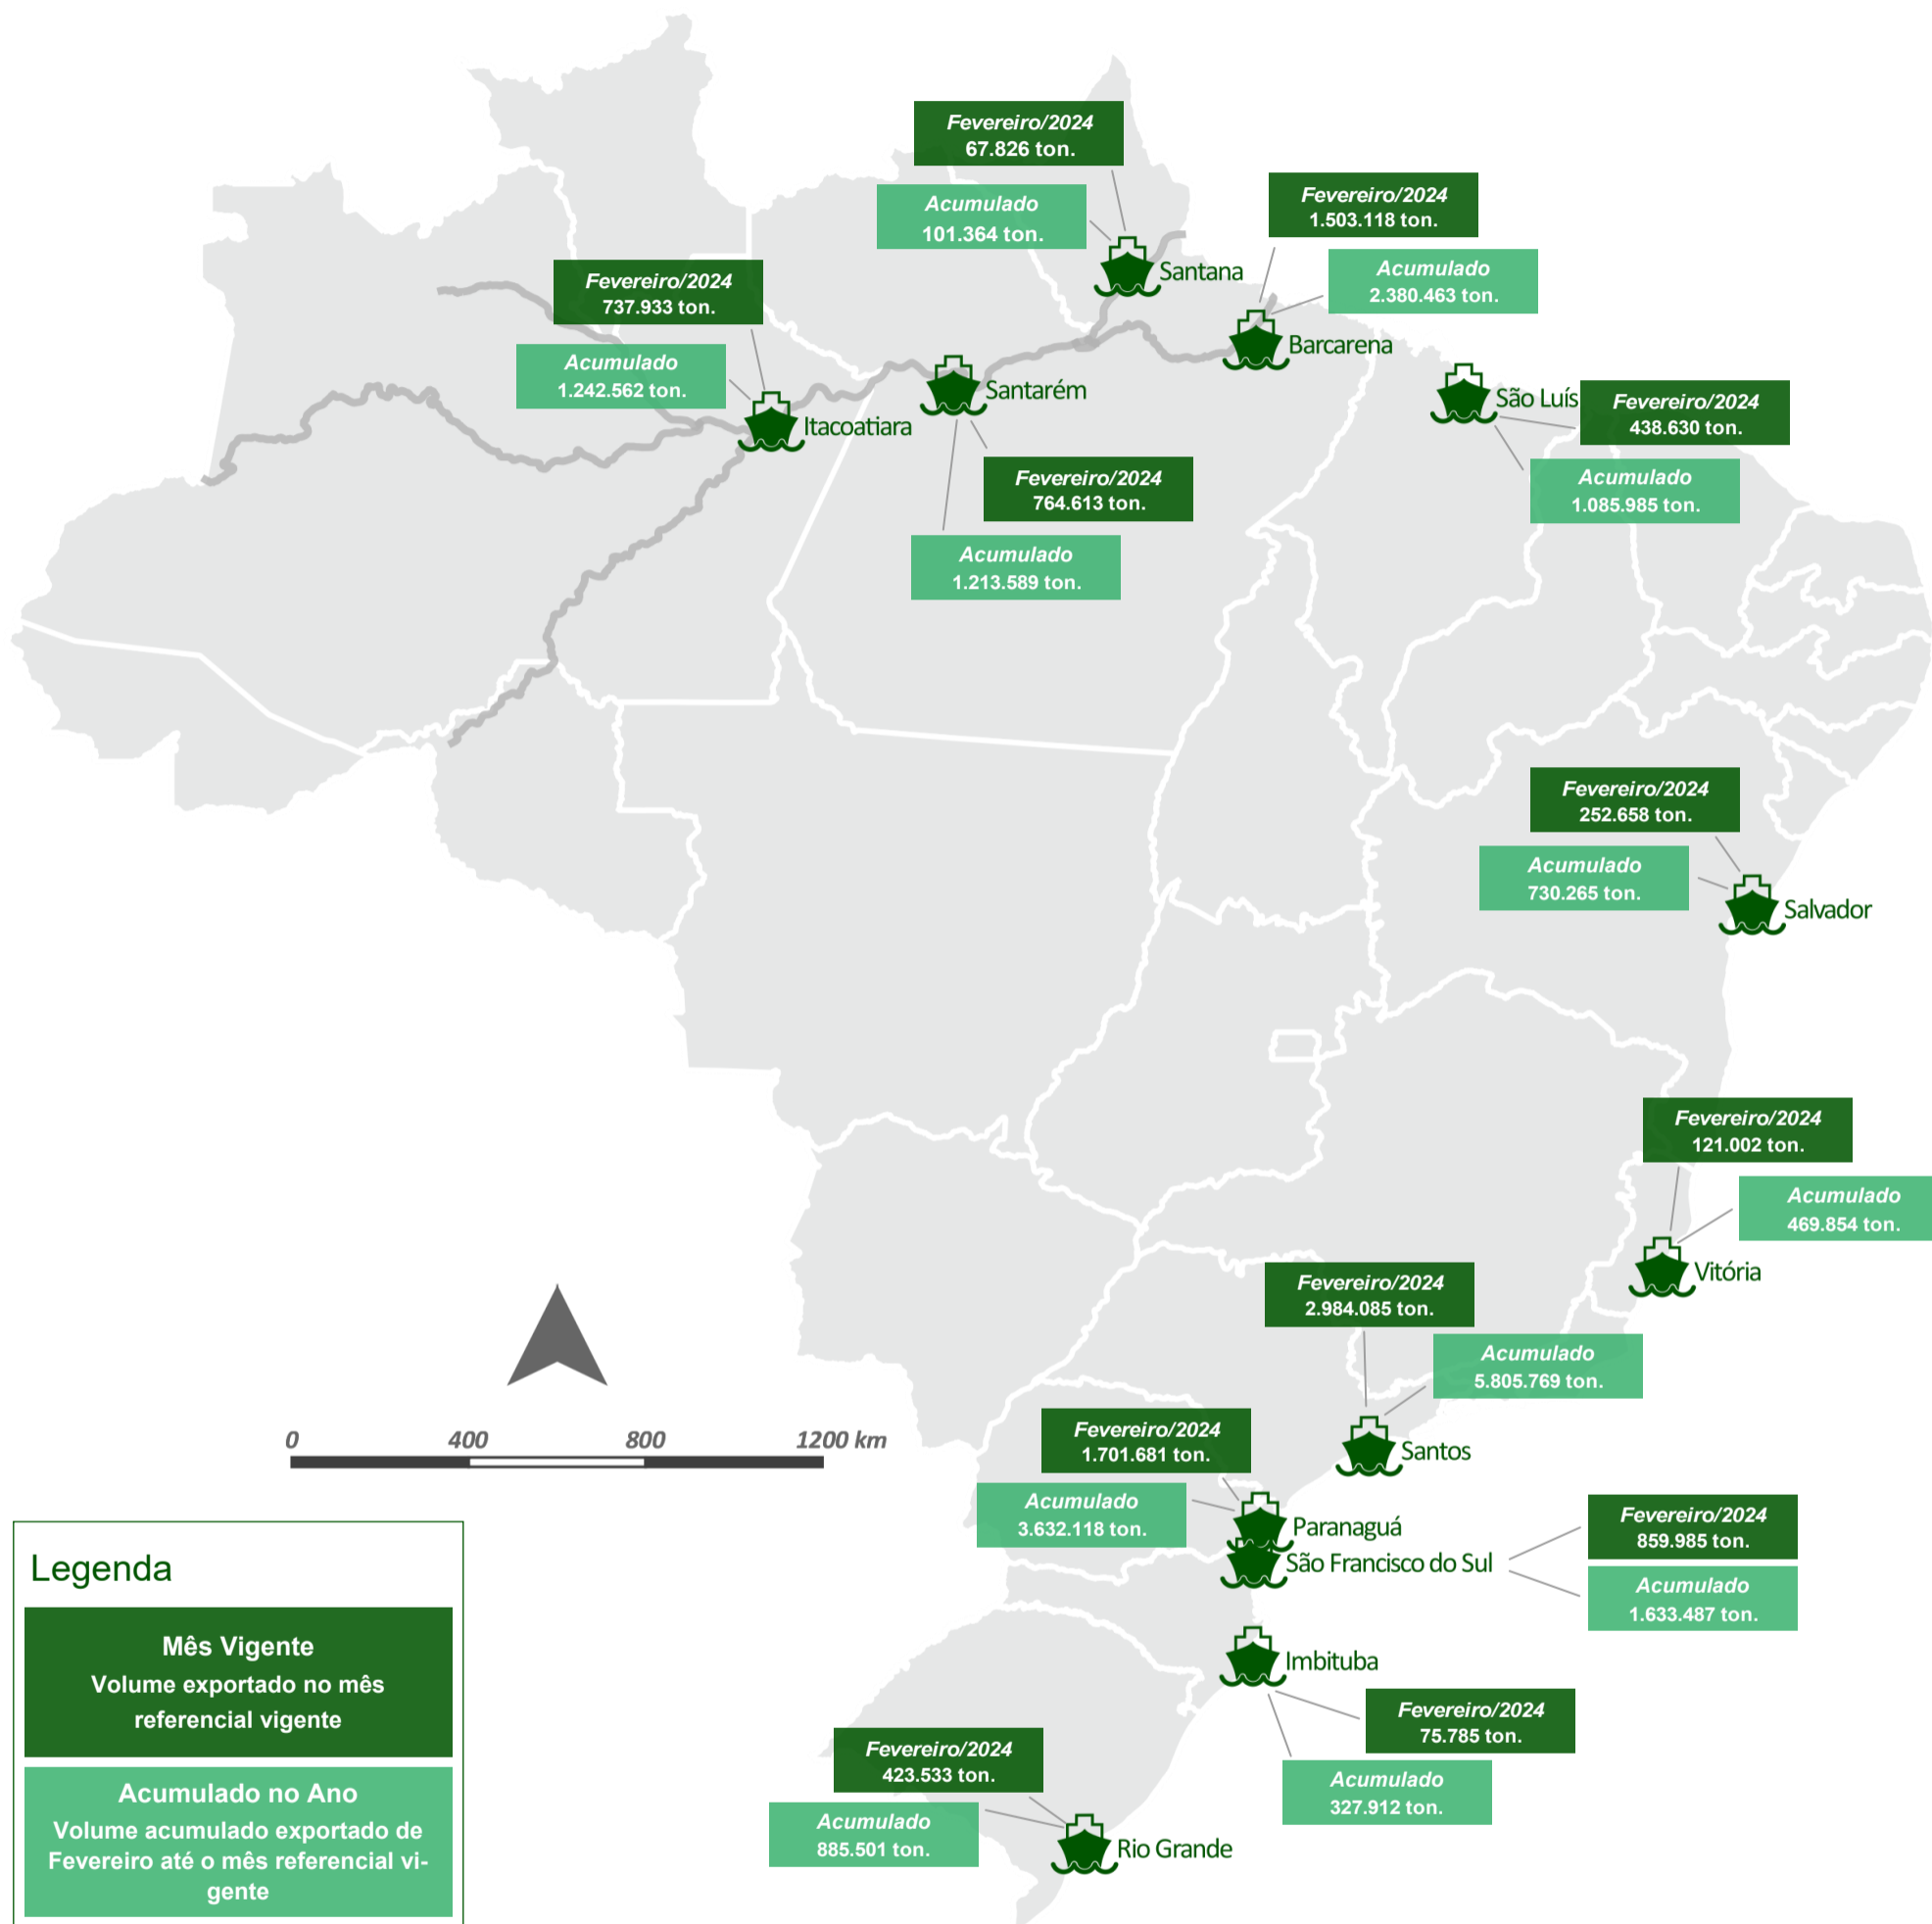 Fevereiro/2024
67.826 ton.
Acumulado
101.364 ton.
Santana
Fevereiro/2024
1.503.118 ton.
Acumulado
2.380.463 ton.
Barcarena
Fevereiro/2024
737.933 ton.
Acumulado
1.242.562 ton.
Itacoatiara
Santarém
Fevereiro/2024
764.613 ton.
Acumulado
1.213.589 ton.
São Luís
Fevereiro/2024
438.630 ton.
Acumulado
1.085.985 ton.
Fevereiro/2024
252.658 ton.
Acumulado
730.265 ton.
Salvador
Fevereiro/2024
121.002 ton.
Acumulado
469.854 ton.
Vitória
Fevereiro/2024
2.984.085 ton.
Acumulado
5.805.769 ton.
Santos
Fevereiro/2024
1.701.681 ton.
Acumulado
3.632.118 ton.
Paranaguá
São Francisco do Sul
Fevereiro/2024
859.985 ton.
Acumulado
1.633.487 ton.
Imbituba
Fevereiro/2024
75.785 ton.
Acumulado
327.912 ton.
Fevereiro/2024
423.533 ton.
Acumulado
885.501 ton.
Rio Grande
0 400 800 1200 km
Legenda
Mês Vigente
Volume exportado no mês
referencial vigente
Acumulado no Ano
Volume acumulado exportado de
Fevereiro até o mês referencial vi-
gente